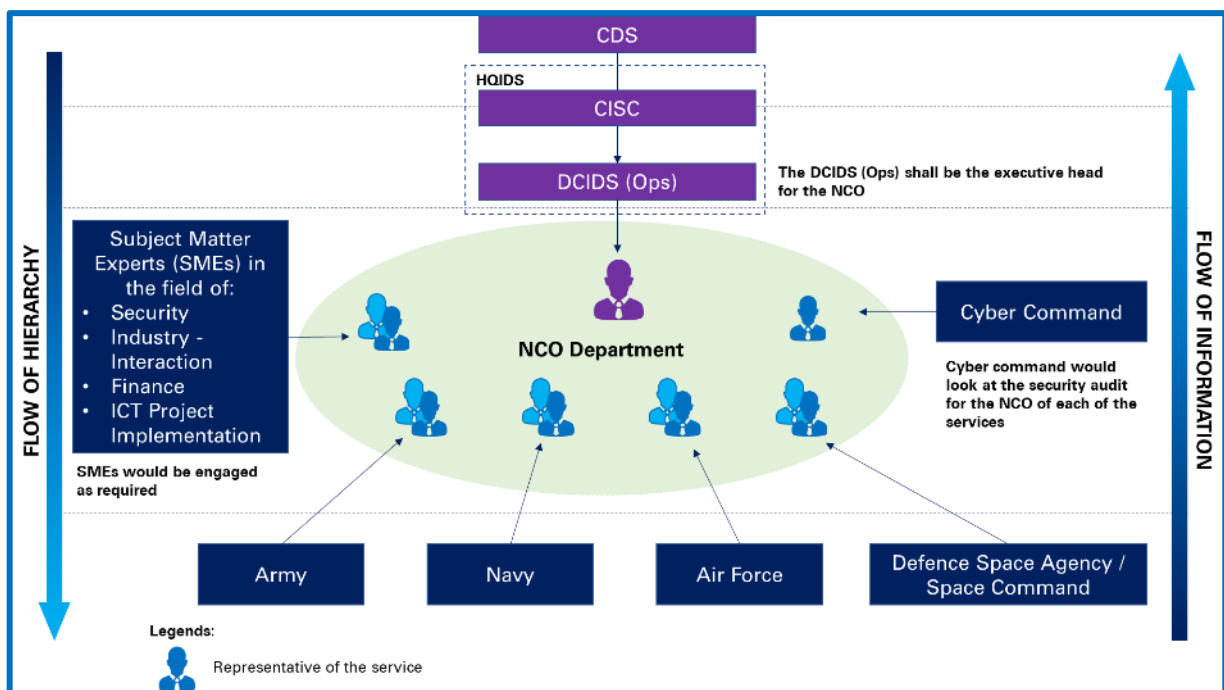 CDS
HQIDS
CISC
DCIDS (Ops)
The DCIDS (Ops) shall be the executive head
for the NCO
FLOW OF HIERARCHY
Subject Matter
Experts (SMEs) in
the field of:
• Security
• Industry -
Interaction
• Finance
• ICT Project
Implementation
SMEs would be engaged
as required
NCO Department
Cyber Command
Cyber command would
look at the security audit
for the NCO of each of the
services
FLOW OF INFORMATION
Army
Navy
Air Force
Defence Space Agency /
Space Command
Legends:
Representative of the service